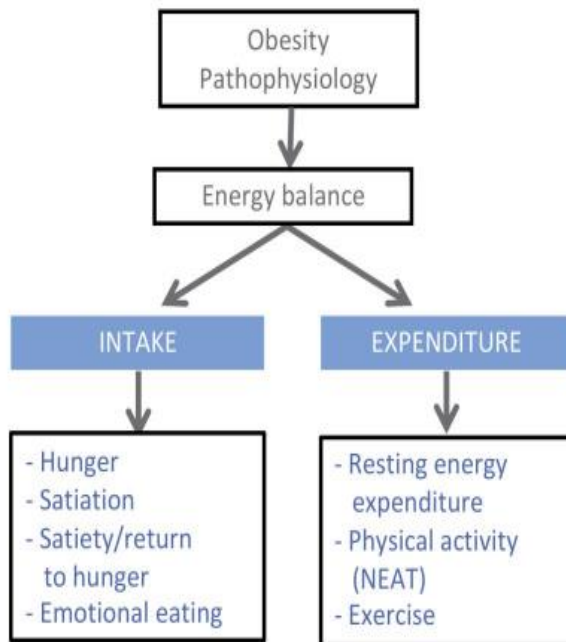 Obesity
Pathophysiology
Energy balance
INTAKE
EXPENDITURE
- Hunger
- Satiation
- Satiety/return
to hunger
- Emotional eating
- Resting energy
expenditure
- Physical activity
(NEAT)
- Exercise